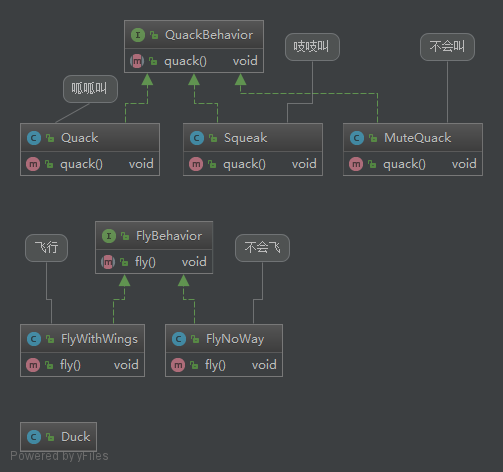 QuackBehavior
quack() void
吱吱叫
不会叫
呱呱叫
Quack
quack() void
Squeak
quack() void
MuteQuack
quack() void
飞行
FlyBehavior
fly() void
不会飞
FlyWithWings
fly() void
FlyNoWay
fly() void
Duck
Powered by yFiles